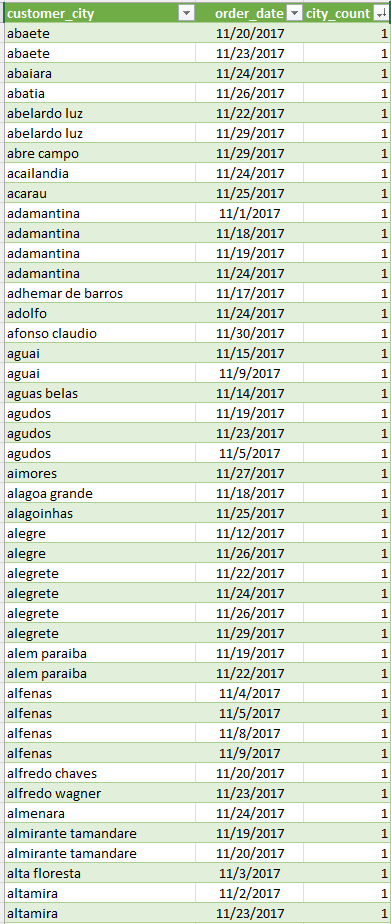 customer_city order_date city_count
abaete 11/20/2017 1
abaete 11/23/2017 1
abaiara 11/24/2017 1
abatia 11/26/2017 1
abelardo luz 11/22/2017 1
abelardo luz 11/29/2017 1
abre campo 11/29/2017 1
acailandia 11/24/2017 1
acarau 11/25/2017 1
adamantina 11/1/2017 1
adamantina 11/18/2017 1
adamantina 11/19/2017 1
adamantina 11/24/2017 1
adhemar de barros 11/17/2017 1
adolfo 11/24/2017 1
afonso claudio 11/30/2017 1
aguai 11/15/2017 1
aguai 11/9/2017 1
aguas belas 11/14/2017 1
agudos 11/19/2017 1
agudos 11/23/2017 1
agudos 11/5/2017 1
aimores 11/27/2017 1
alagoa grande 11/18/2017 1
alagoinhas 11/25/2017 1
alegre 11/12/2017 1
alegre 11/26/2017 1
alegrete 11/22/2017 1
alegrete 11/24/2017 1
alegrete 11/26/2017 1
alegrete 11/29/2017 1
alem paraiba 11/19/2017 1
alem paraiba 11/22/2017 1
alfenas 11/4/2017 1
alfenas 11/5/2017 1
alfenas 11/8/2017 1
alfenas 11/9/2017 1
alfredo chaves 11/20/2017 1
alfredo wagner 11/23/2017 1
almenara 11/24/2017 1
almirante tamandare 11/19/2017 1
almirante tamandare 11/20/2017 1
alta floresta 11/3/2017 1
altamira 11/2/2017 1
altamira 11/23/2017 1